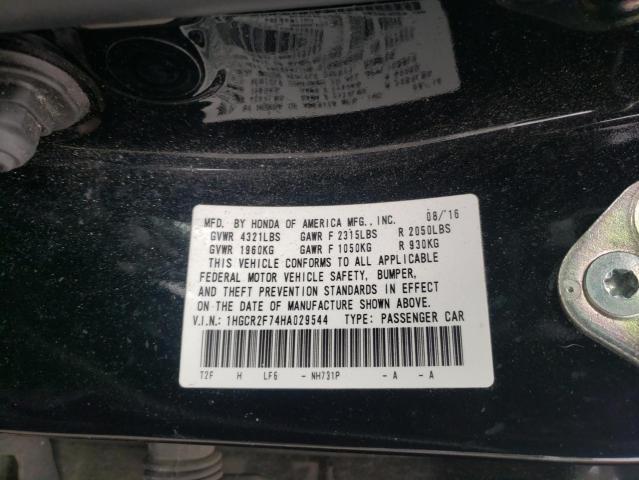 MFD. BY HONDA OF AMERICA MFG., INC. 08/'16
GVWR 4321LBS GAWR F 2315LBS R 2050LBS
GVWR 1960KG GAWR F 1050KG R 930KG
THIS VEHICLE CONFORMS TO ALL APPLICABLE
FEDERAL MOTOR VEHICLE SAFETY, BUMPER,
AND THEFT PREVENTION STANDARDS IN EFFECT
ON THE DATE OF MANUFACTURE SHOWN ABOVE.
V.I.N.: 1HGCR2F74HA029544 TYPE: PASSENGER CAR
T2F H LF6 - NH731P - A - A